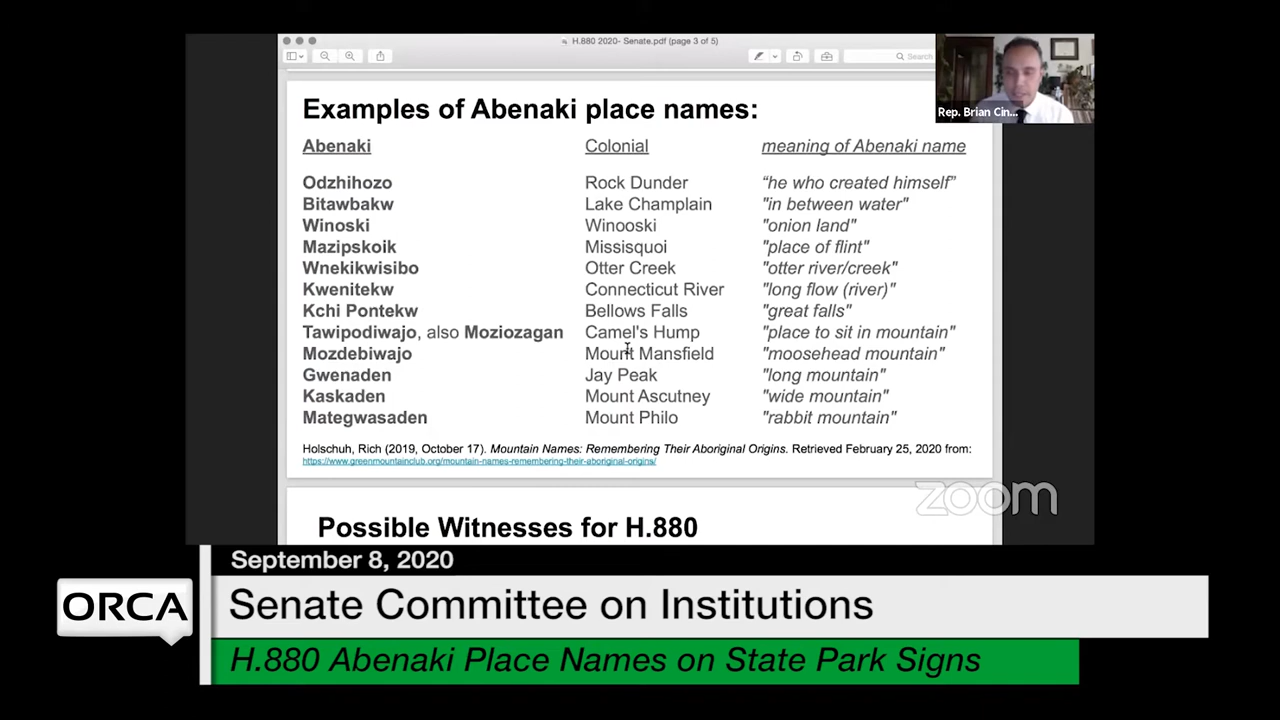 H.880 2020- Senate.pdf (page 3 of 5)
Search
Rep. Brian Cin...
Examples of Abenaki place names:
Abenaki Colonial meaning of Abenaki name
Odzhihozo Rock Dunder “he who created himself”
Bitawbakw Lake Champlain "in between water"
Winoski Winooski "onion land"
Mazipskoik Missisquoi "place of flint"
Wnekikwisibo Otter Creek "otter river/creek"
Kwenitekw Connecticut River "long flow (river)"
Kchi Pontekw Bellows Falls "great falls"
Tawipodiwajo, also Moziozagan Camel's Hump "place to sit in mountain"
Mozdebiwajo Mount Mansfield "moosehead mountain"
Gwenaden Jay Peak "long mountain"
Kaskaden Mount Ascutney "wide mountain"
Mategwasaden Mount Philo "rabbit mountain"
Holschuh, Rich (2019, October 17). Mountain Names: Remembering Their Aboriginal Origins. Retrieved February 25, 2020 from:
https://www.greenmountainclub.org/mountain-names-remembering-their-aboriginal-origins/
zoom
Possible Witnesses for H.880
September 8, 2020
ORCA
Senate Committee on Institutions
H.880 Abenaki Place Names on State Park Signs